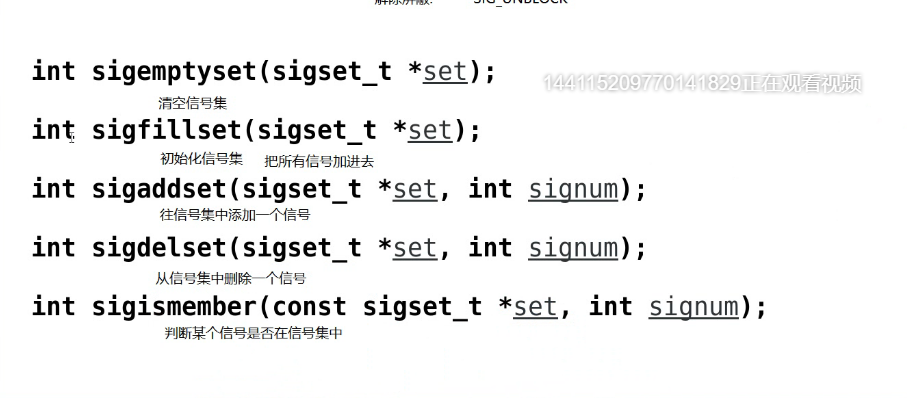 解除屏蔽: SIG_UNBLOCK
int sigemptyset(sigset_t *set);
144115209770141829正在观看视频
清空信号集
int sigfillset(sigset_t *set);
初始化信号集 把所有信号加进去
int sigaddset(sigset_t *set, int signum);
往信号集中添加一个信号
int sigdelset(sigset_t *set, int signum);
从信号集中删除一个信号
int sigismember(const sigset_t *set, int signum);
判断某个信号是否在信号集中